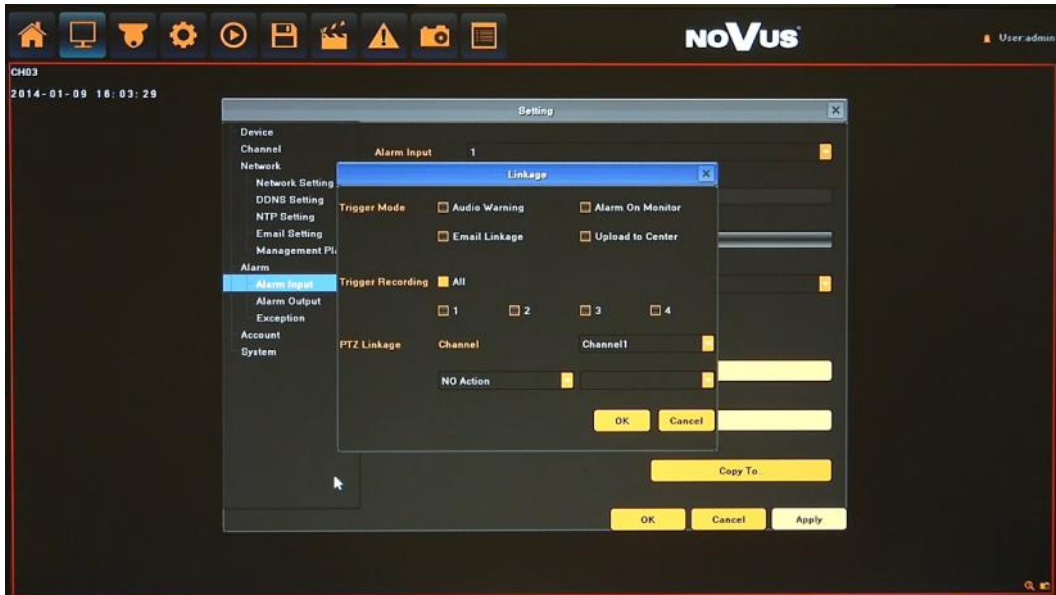 NOVUS
User:admin
CH03
2014-01-09 16:03:29
Setting
Device
Channel
Network
Network Setting
DDNS Setting
NTP Setting
Email Setting
Management
Alarm
Alarm Input
Alarm Output
Exception
Account
System
Alarm Input 1
Linkage
Trigger Mode Audio Warning Alarm On Monitor
Email Linkage Upload to Center
Trigger Recording All
1 2 3 4
PTZ Linkage Channel Channel1
NO Action
OK Cancel
Copy To..
OK Cancel Apply